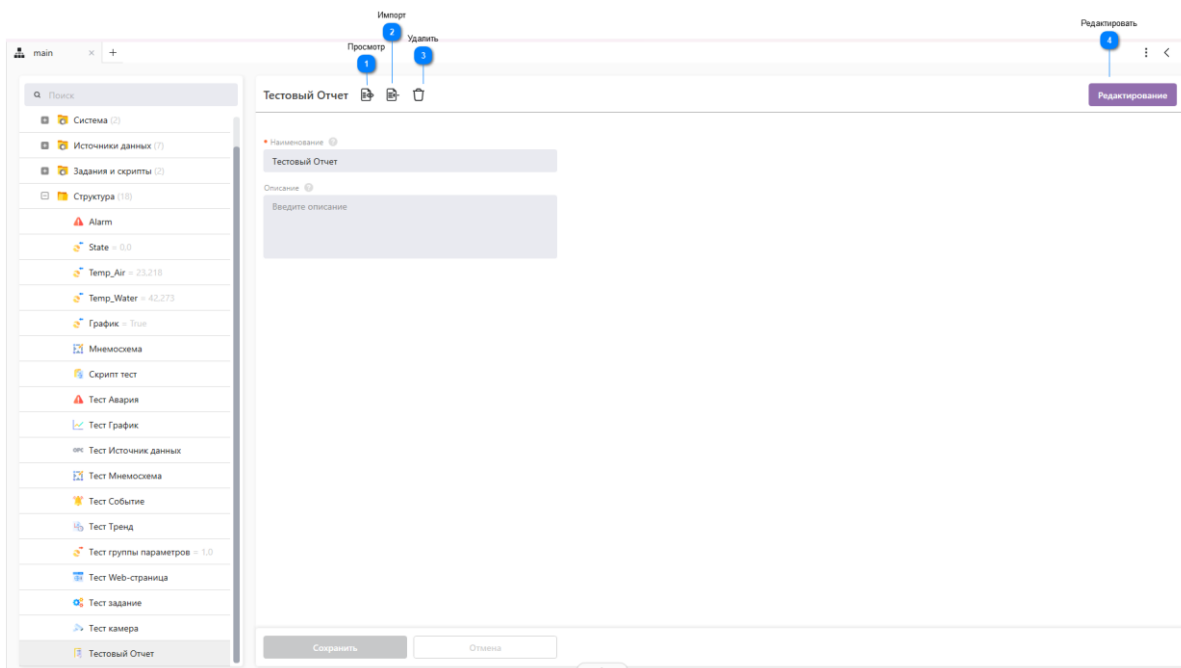 Импорт
2
Редактировать
4
Просмотр
1
Удалить
3
main × +
Поиск
Тестовый Отчет
Редактирование
Система (2)
Источники данных (7)
Задания и скрипты (2)
Структура (18)
Alarm
State = 0,0
Temp_Air = 23,218
Temp_Water = 42,273
График = True
Мнемосхема
Скрипт тест
Тест Авария
Тест График
OPC Тест Источник данных
Тест Мнемосхема
Тест Событие
Тест Тренд
Тест группы параметров = 1,0
Тест Web-страница
Тест задание
Тест камера
Тестовый Отчет
* Наименование ?
Тестовый Отчет
Описание ?
Введите описание
Сохранить
Отмена